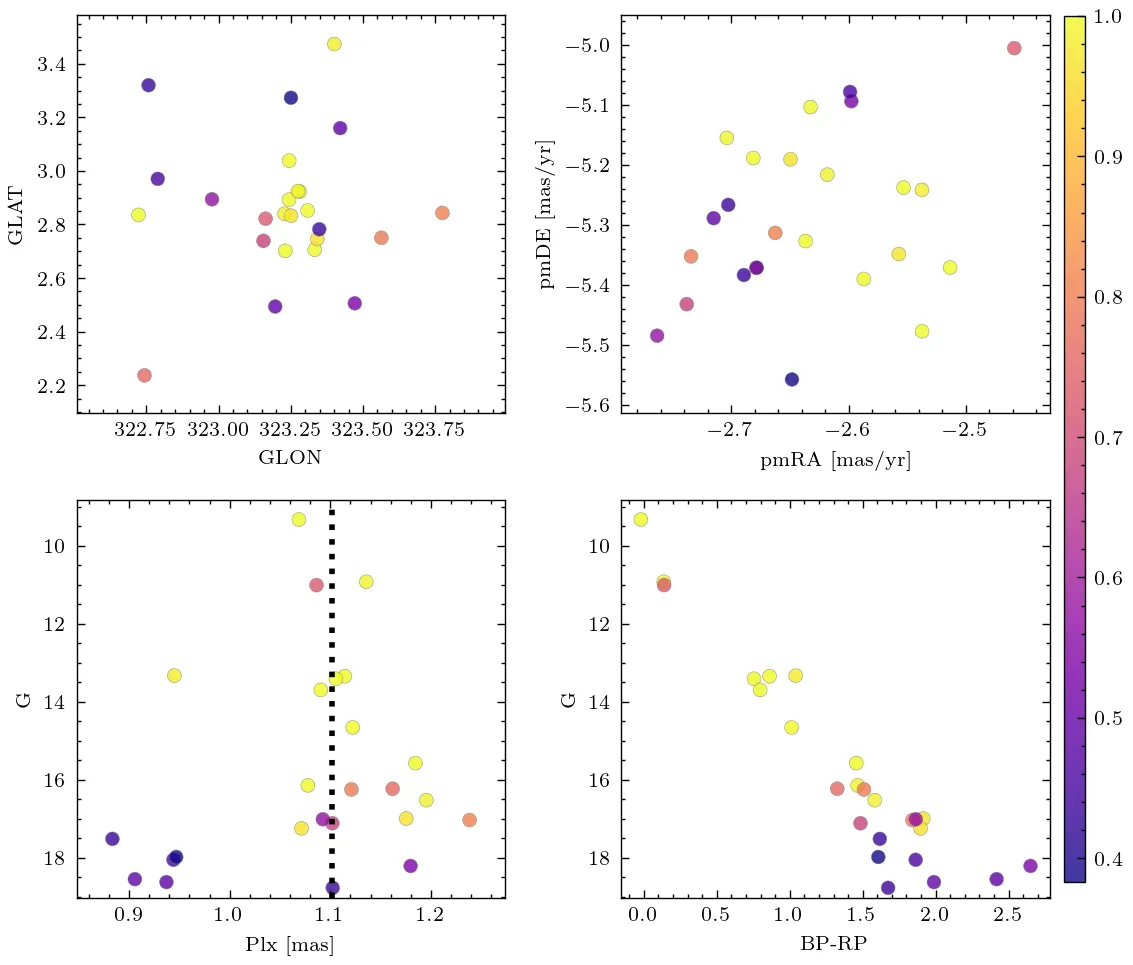 3.4
3.2
3.0
2.8
2.6
2.4
2.2
GLAT
322.75 323.00 323.25 323.50 323.75
GLON
−5.0
−5.1
−5.2
−5.3
−5.4
−5.5
−5.6
pmDE [mas/yr]
−2.7 −2.6 −2.5
pmRA [mas/yr]
1.0
0.9
0.8
0.7
0.6
0.5
0.4
10
12
14
16
18
G
0.9 1.0 1.1 1.2
Plx [mas]
10
12
14
16
18
G
0.0 0.5 1.0 1.5 2.0 2.5
BP-RP